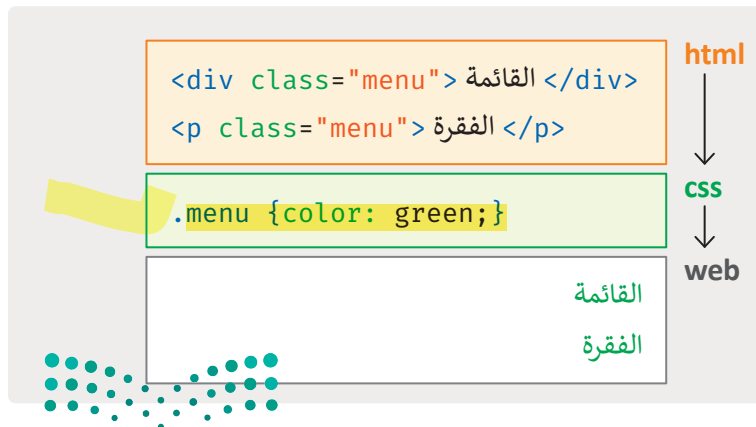 html
<div class="menu"> القائمة </div>
<p class="menu"> الفقرة </p>
css
.menu {color: green;}
web
القائمة
الفقرة